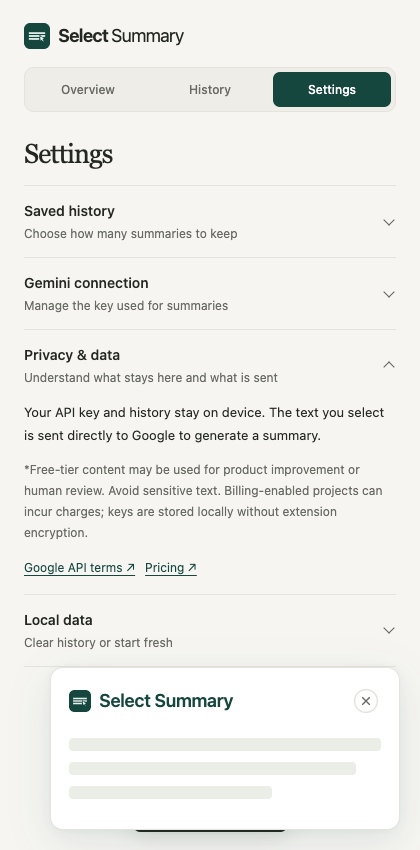 Select Summary
Overview
History
Settings
Settings
Saved history
Choose how many summaries to keep
Gemini connection
Manage the key used for summaries
Privacy & data
Understand what stays here and what is sent
Your API key and history stay on device. The text you select
is sent directly to Google to generate a summary.
*Free-tier content may be used for product improvement or
human review. Avoid sensitive text. Billing-enabled projects can
incur charges; keys are stored locally without extension
encryption.
Google API terms ↗ Pricing ↗
Local data
Clear history or start fresh
Select Summary